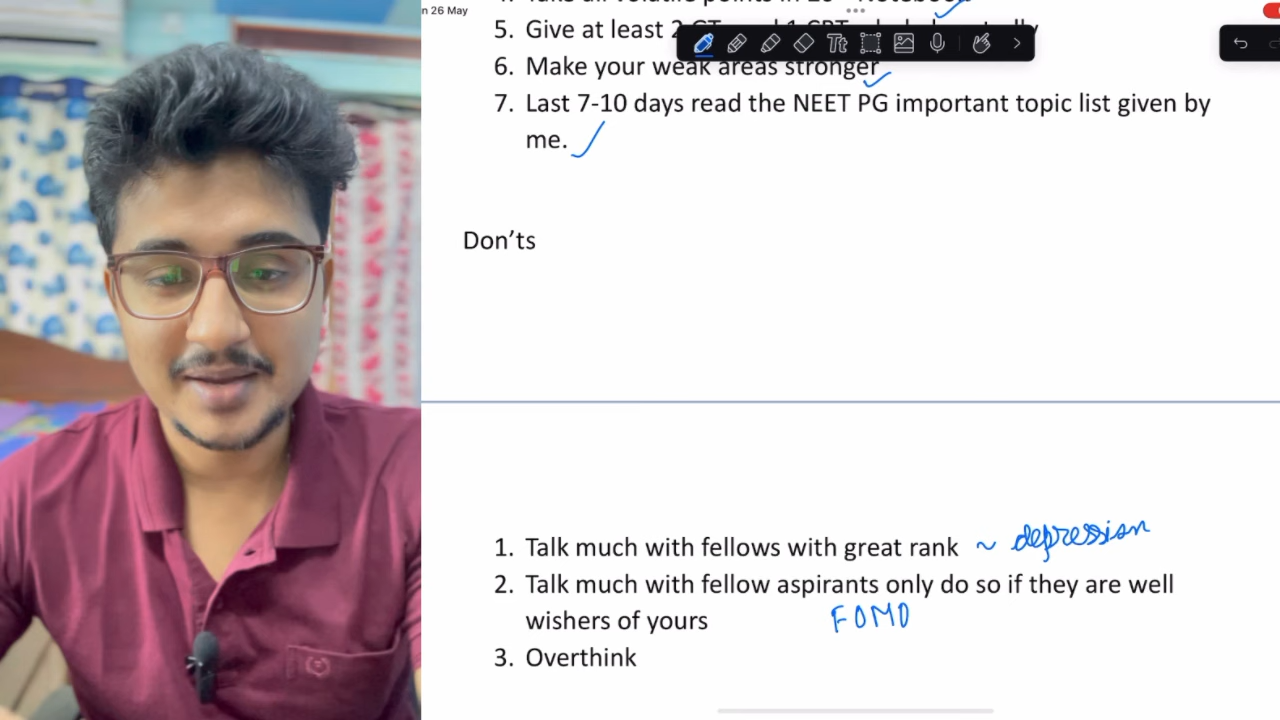 n 26 May
5. Give at least 2
6. Make your weak areas stronger
7. Last 7-10 days read the NEET PG important topic list given by
me.
Tt
Don'ts
1. Talk much with fellows with great rank ~ depression
2. Talk much with fellow aspirants only do so if they are well
wishers of yours
FOMO
3. Overthink